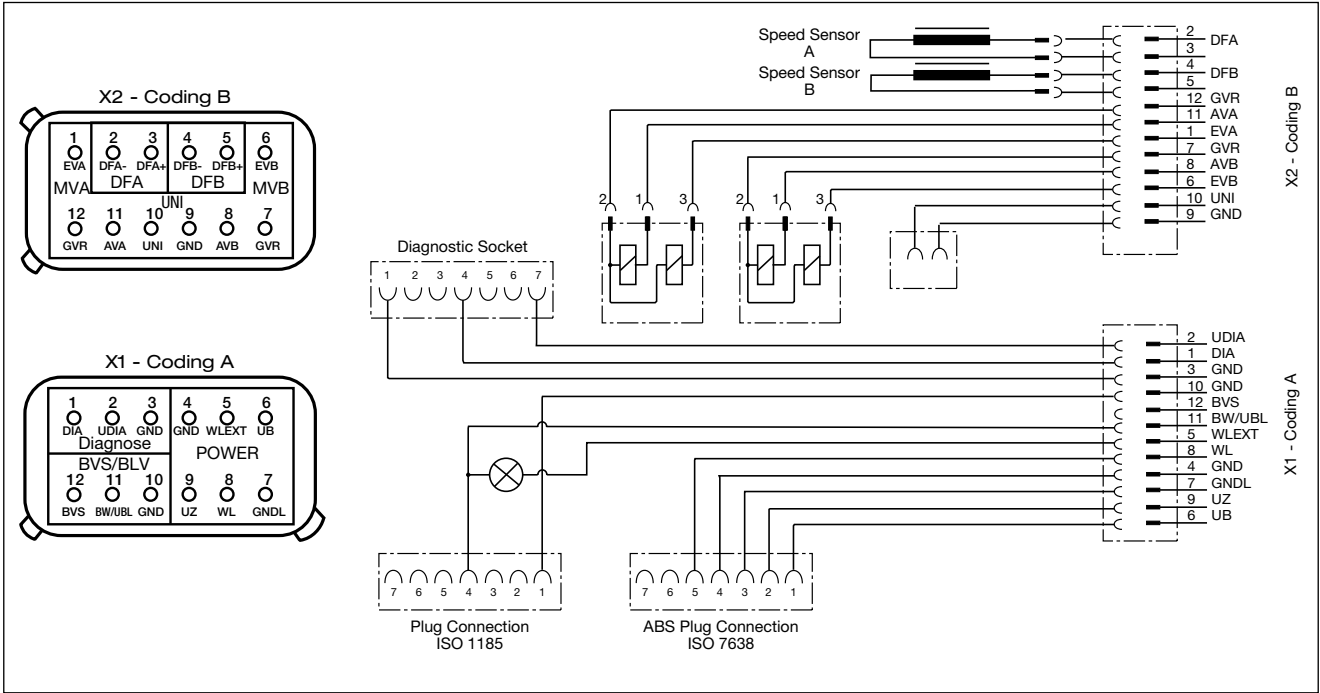 X2 - Coding B
1 2 3 4 5 6
EVA DFA- DFA+ DFB- DFB+ EVB
MVA DFA DFB MVB
UNI
12 11 10 9 8 7
GVR AVA UNI GND AVB GVR
X1 - Coding A
1 2 3 4 5 6
DIA UDIA GND GND WLEXT UB
Diagnose
BVS/BLV POWER
12 11 10 9 8 7
BVS BW/UBL GND UZ WL GNDL
Speed Sensor
A
Speed Sensor
B
2 DFA
3
4 DFB
5
12 GVR
11 AVA
1 EVA
7 GVR
8 AVB
6 EVB
10 UNI
9 GND
X2 - Coding B
2 1 3 2 1 3
Diagnostic Socket
1 2 3 4 5 6 7
2 UDIA
1 DIA
3 GND
10 GND
12 BVS
11 BW/UBL
5 WLEXT
8 WL
4 GND
7 GNDL
9 UZ
6 UB
X1 - Coding A
7 6 5 4 3 2 1
Plug Connection
ISO 1185
7 6 5 4 3 2 1
ABS Plug Connection
ISO 7638